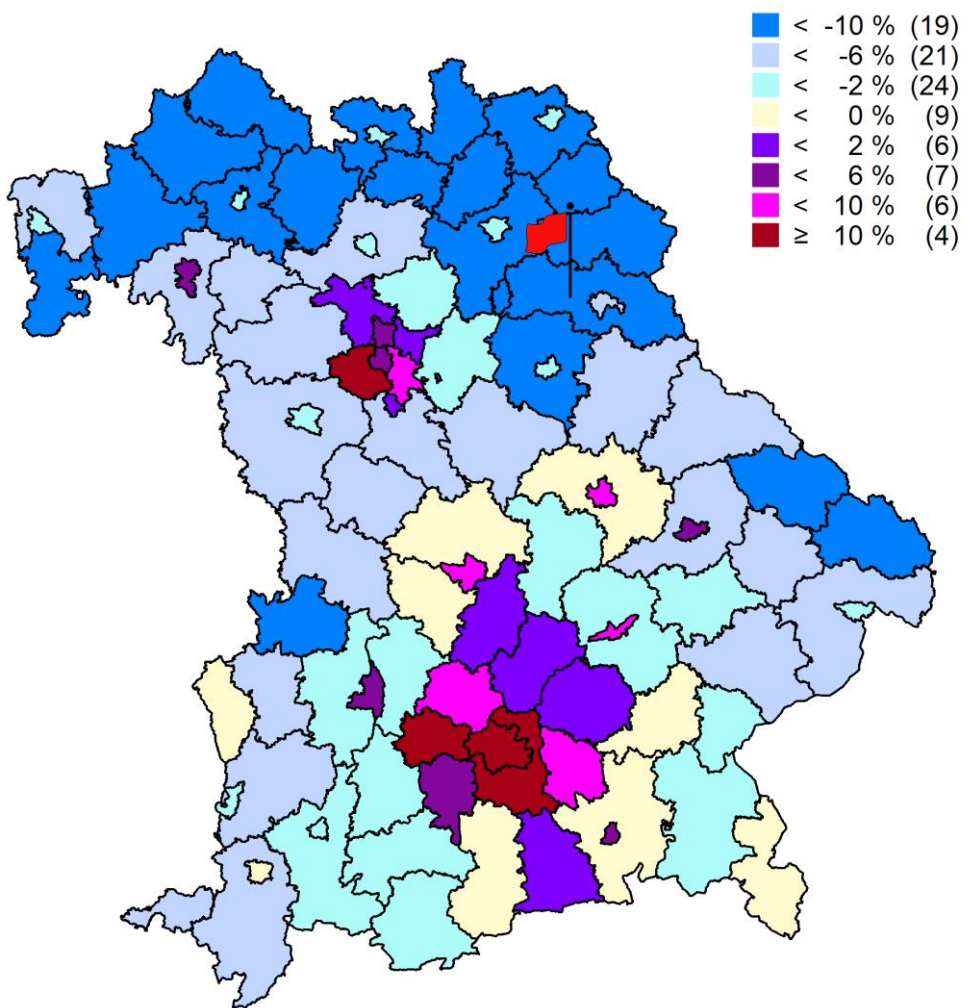 < -10 % (19)
< -6 % (21)
< -2 % (24)
< 0 % (9)
< 2 % (6)
< 6 % (7)
< 10 % (6)
≥ 10 % (4)